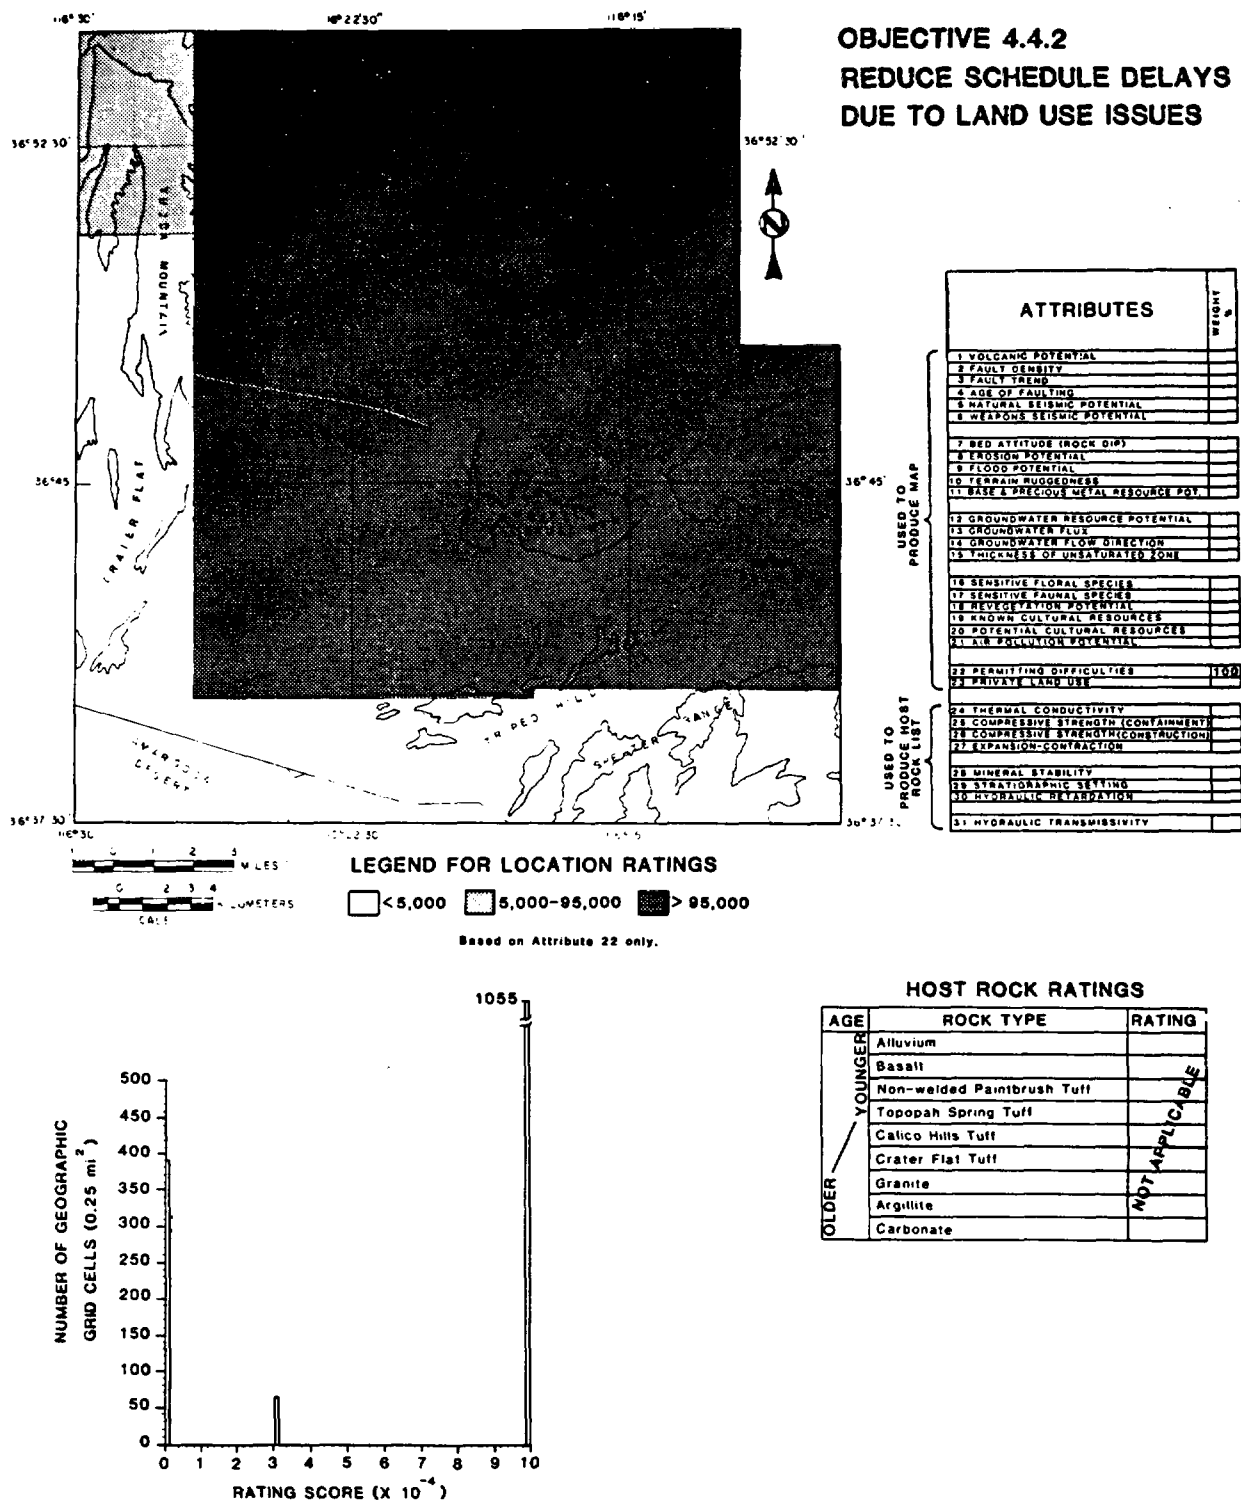 OBJECTIVE 4.4.2
REDUCE SCHEDULE DELAYS
DUE TO LAND USE ISSUES
116°30'
116°22'30"
116°15'
36°52'30"
36°52'30"
MOUNTAIN
36°45'
36°45'
CRATER FLAT
RANGE
DESERT
36°37'30"
MILES
KILOMETERS
LEGEND FOR LOCATION RATINGS
<5,000 5,000-95,000 > 95,000
Based on Attribute 22 only.
ATTRIBUTES
WEIGHT %
USED TO PRODUCE MAP
1 VOLCANIC POTENTIAL
2 FAULT DENSITY
3 FAULT TREND
4 AGE OF FAULTING
5 NATURAL SEISMIC POTENTIAL
6 WEAPONS SEISMIC POTENTIAL
7 BED ATTITUDE (ROCK DIP)
8 EROSION POTENTIAL
9 FLOOD POTENTIAL
10 TERRAIN RUGGEDNESS
11 BASE & PRECIOUS METAL RESOURCE POT.
12 GROUNDWATER RESOURCE POTENTIAL
13 GROUNDWATER FLUX
14 GROUNDWATER FLOW DIRECTION
15 THICKNESS OF UNSATURATED ZONE
16 SENSITIVE FLORAL SPECIES
17 SENSITIVE FAUNAL SPECIES
18 REVEGETATION POTENTIAL
19 KNOWN CULTURAL RESOURCES
20 POTENTIAL CULTURAL RESOURCES
21 AIR POLLUTION POTENTIAL
22 PERMITTING DIFFICULTIES 100
23 PRIVATE LAND USE
USED TO PRODUCE HOST ROCK LIST
24 THERMAL CONDUCTIVITY
25 COMPRESSIVE STRENGTH (CONTAINMENT)
26 COMPRESSIVE STRENGTH (CONSTRUCTION)
27 EXPANSION-CONTRACTION
28 MINERAL STABILITY
29 STRATIGRAPHIC SETTING
30 HYDRAULIC RETARDATION
31 HYDRAULIC TRANSMISSIVITY
1055
500
450
400
350
300
250
200
150
100
50
0
0 1 2 3 4 5 6 7 8 9 10
NUMBER OF GEOGRAPHIC
GRID CELLS (0.25 mi²)
RATING SCORE (X 10⁻⁴)
HOST ROCK RATINGS
AGE ROCK TYPE RATING
OLDER YOUNGER
Alluvium
Basalt
Non-welded Paintbrush Tuff
Topopah Spring Tuff
Calico Hills Tuff
Crater Flat Tuff
Granite
Argillite
Carbonate
NOT APPLICABLE